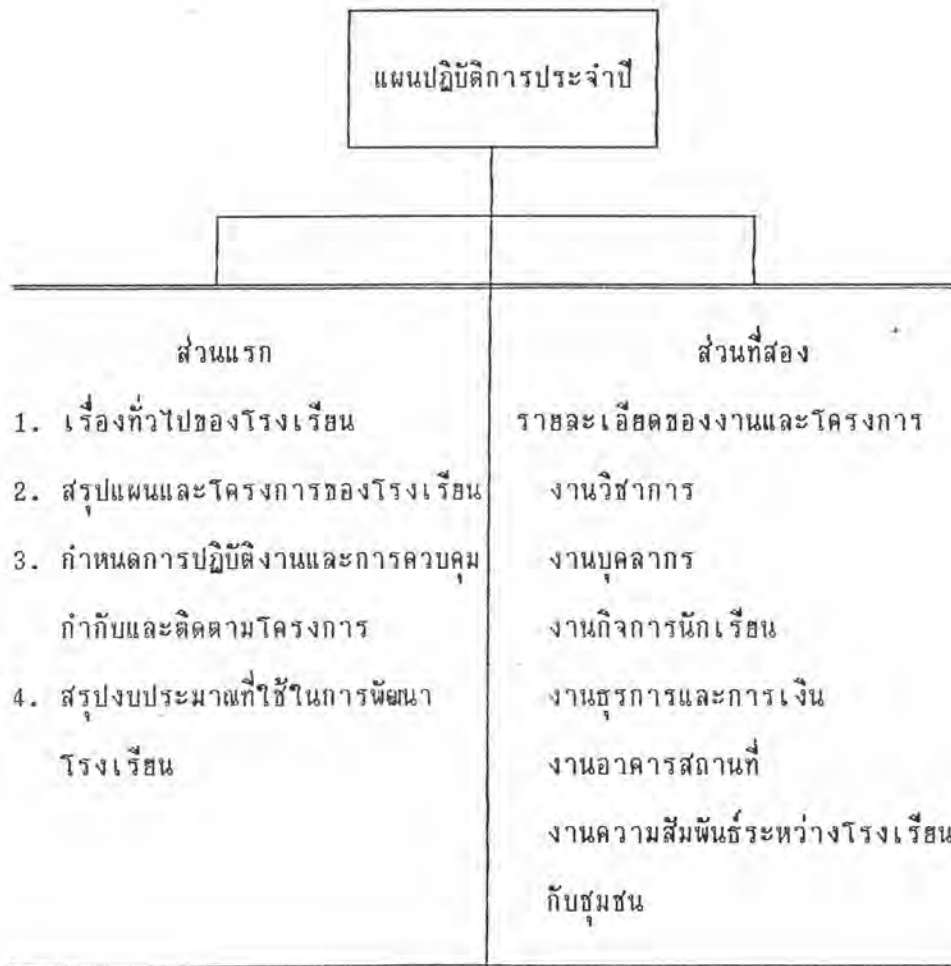 แผนปฏิบัติการประจำปี
ส่วนแรก
1. เรื่องทั่วไปของโรงเรียน
2. สรุปแผนและโครงการของโรงเรียน
3. กำหนดการปฏิบัติงานและการควบคุม
กำกับและติดตามโครงการ
4. สรุปงบประมาณที่ใช้ในการพัฒนา
โรงเรียน
ส่วนที่สอง
รายละเอียดของงานและโครงการ
งานวิชาการ
งานบุคลากร
งานกิจการนักเรียน
งานธุรการและการเงิน
งานอาคารสถานที่
งานความสัมพันธ์ระหว่างโรงเรียน
กับชุมชน